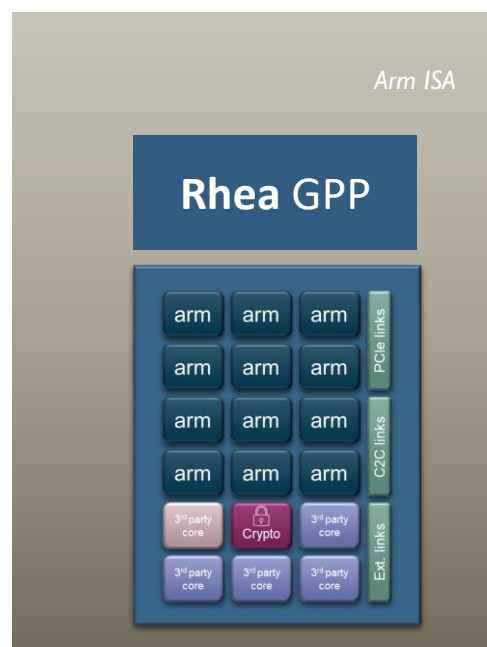 Arm ISA
Rhea GPP
arm arm arm
arm arm arm
PCIe links
arm arm arm
arm arm arm
C2C links
3rd party core
Crypto
3rd party core
3rd party core
3rd party core
3rd party core
Ext. links